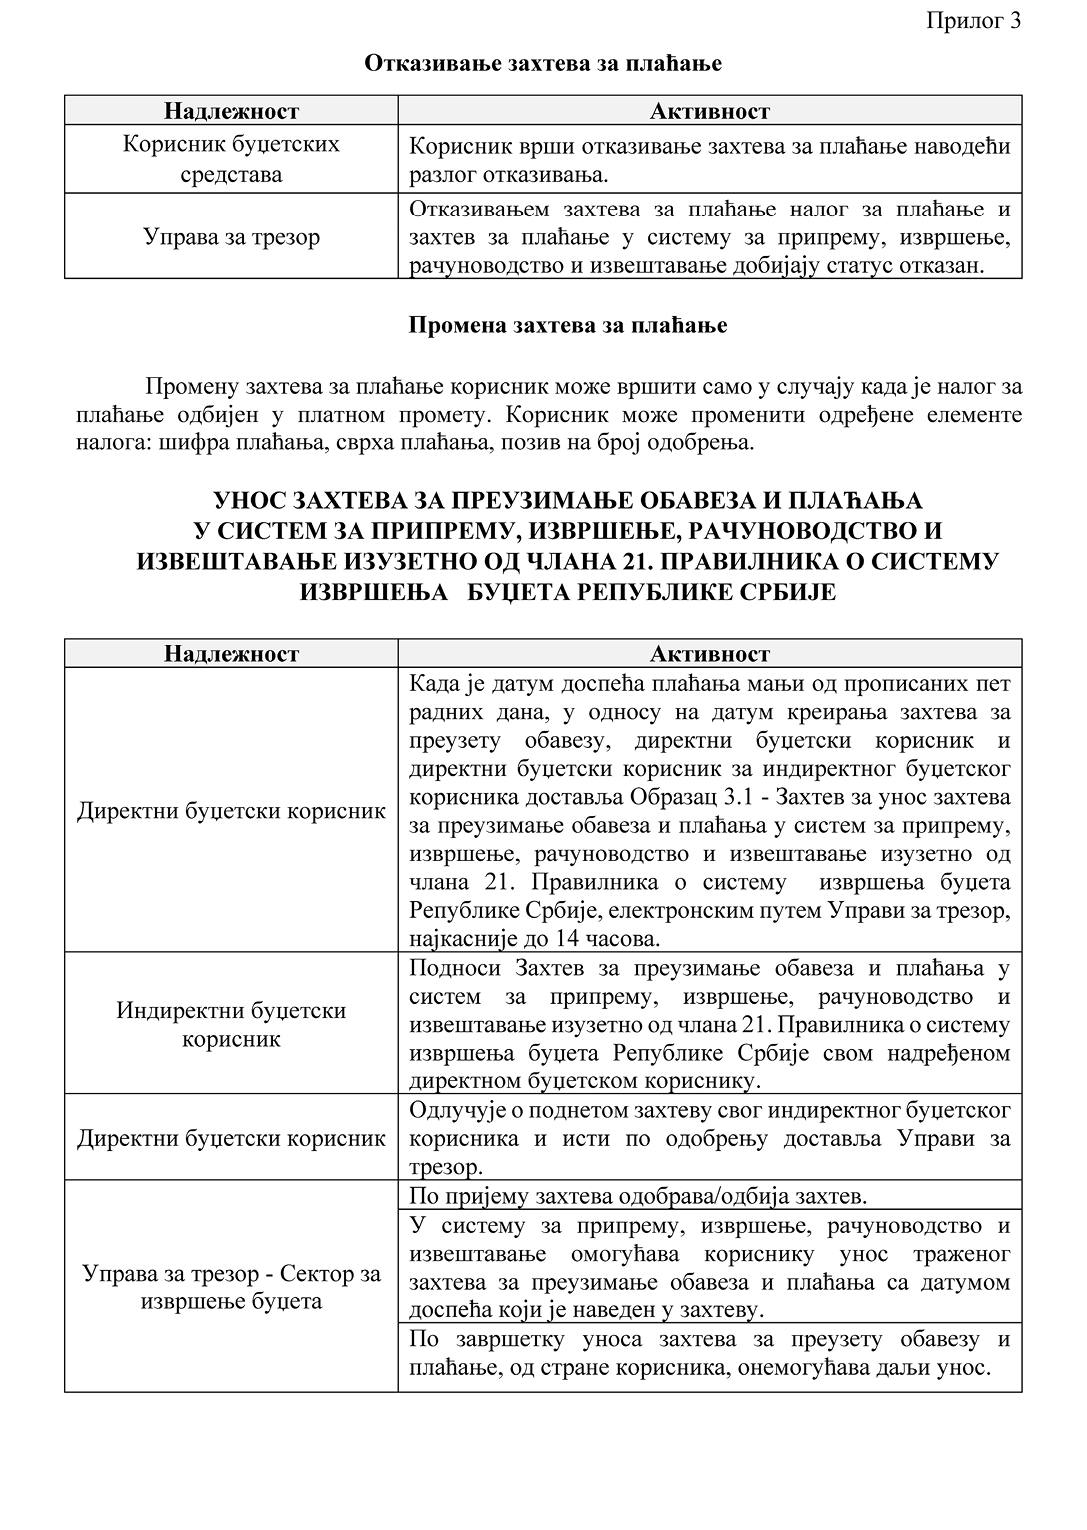 Прилог 3
Отказивање захтева за плаћање
Надлежност
Активност
Корисник буџетских
средстава
Корисник врши отказивање захтева за плаћање наводећи
разлог отказивања.
Управа за трезор
Отказивањем захтева за плаћање налог за плаћање и
захтев за плаћање у систему за припрему, извршење,
рачуноводство и извештавање добијају статус отказан.
Промена захтева за плаћање
Промену захтева за плаћање корисник може вршити само у случају када је налог за
плаћање одбијен у платном промету. Корисник може променити одређене елементе
налога: шифра плаћања, сврха плаћања, позив на број одобрења.
УНОС ЗАХТЕВА ЗА ПРЕУЗИМАЊЕ ОБАВЕЗА И ПЛАЋАЊА
У СИСТЕМ ЗА ПРИПРЕМУ, ИЗВРШЕЊЕ, РАЧУНОВОДСТВО И
ИЗВЕШТАВАЊЕ ИЗУЗЕТНО ОД ЧЛАНА 21. ПРАВИЛНИКА О СИСТЕМУ
ИЗВРШЕЊА БУЏЕТА РЕПУБЛИКЕ СРБИЈЕ
Надлежност
Активност
Директни буџетски корисник
Када је датум доспећа плаћања мањи од прописаних пет
радних дана, у односу на датум креирања захтева за
преузету обавезу, директни буџетски корисник и
директни буџетски корисник за индиректног буџетског
корисника доставља Образац 3.1 - Захтев за унос захтева
за преузимање обавеза и плаћања у систем за припрему,
извршење, рачуноводство и извештавање изузетно од
члана 21. Правилника о систему извршења буџета
Републике Србије, електронским путем Управи за трезор,
најкасније до 14 часова.
Индиректни буџетски
корисник
Подноси Захтев за преузимање обавеза и плаћања у
систем за припрему, извршење, рачуноводство и
извештавање изузетно од члана 21. Правилника о систему
извршења буџета Републике Србије свом надређеном
директном буџетском кориснику.
Директни буџетски корисник
Одлучује о поднетом захтеву свог индиректног буџетског
корисника и исти по одобрењу доставља Управи за
трезор.
Управа за трезор - Сектор за
извршење буџета
По пријему захтева одобрава/одбија захтев.
У систему за припрему, извршење, рачуноводство и
извештавање омогућава кориснику унос траженог
захтева за преузимање обавеза и плаћања са датумом
доспећа који је наведен у захтеву.
По завршетку уноса захтева за преузету обавезу и
плаћање, од стране корисника, онемогућава даљи унос.